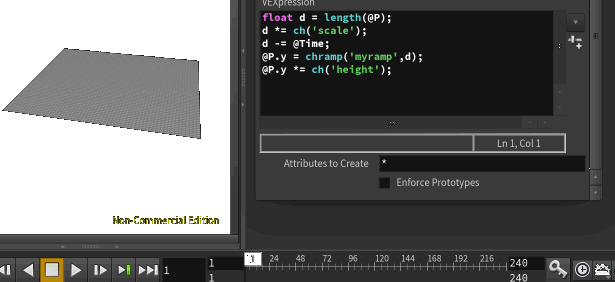 VEXpression
float d = length(@P);
d *= ch('scale');
d -= @Time;
@P.y = chramp('myramp',d);
@P.y *= ch('height');
Ln 1, Col 1
Attributes to Create *
Enforce Prototypes
Non-Commercial Edition
1 1 1 24 48 72 96 120 144 168 192 216 240
1 240